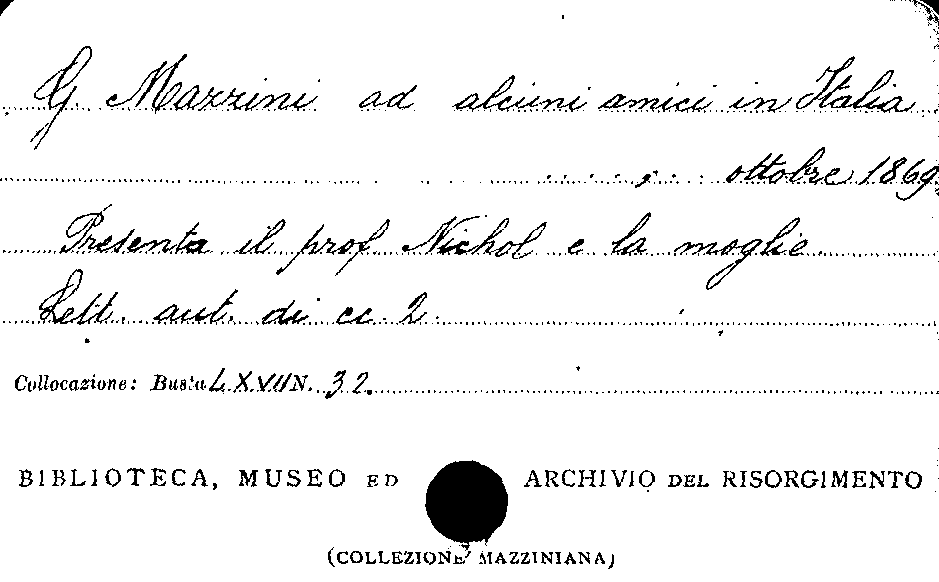 G. Mazzini ad alcuni amici in Italia
....,.. ottobre 1869
Presenta il prof Nichol e la moglie.
Lett. aut. di cc. 2.
Collocazione: Busta LXVII N. 32.
BIBLIOTECA, MUSEO ED ARCHIVIO DEL RISORGIMENTO
(COLLEZIONE MAZZINIANA)